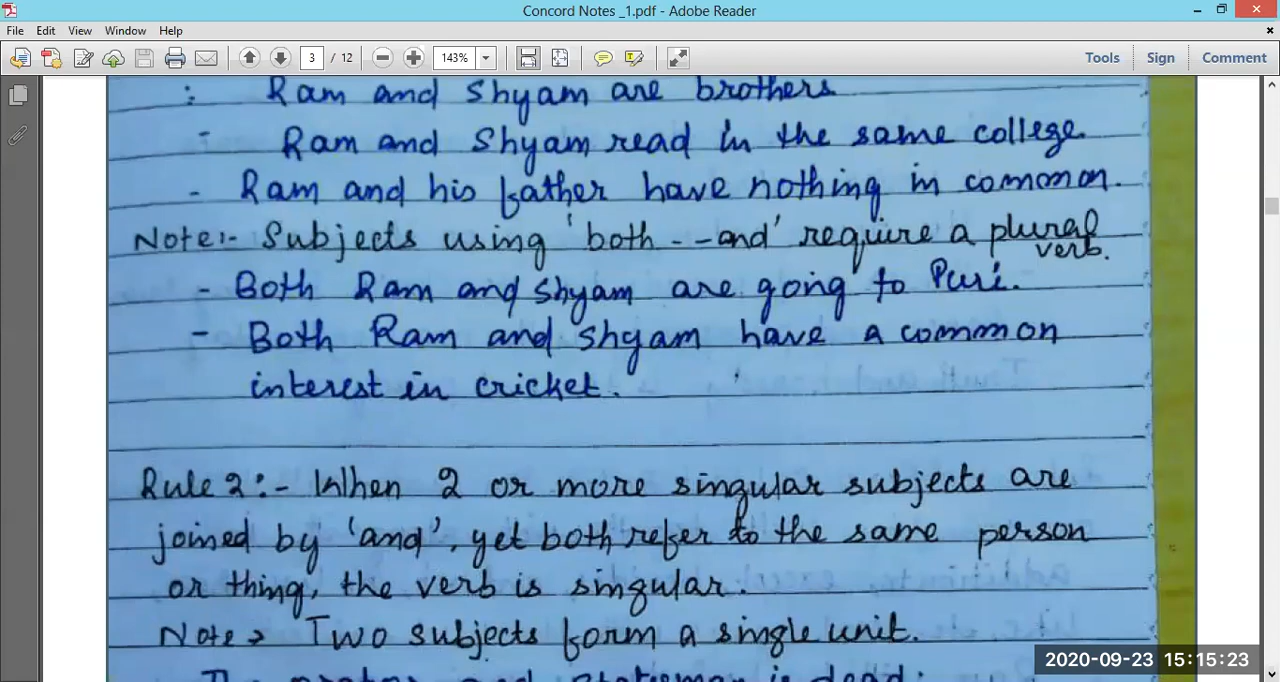 Concord Notes _1.pdf - Adobe Reader
File Edit View Window Help
3 / 12 143% Tools Sign Comment
: Ram and Shyam are brothers
- Ram and Shyam read in the same college.
- Ram and his father have nothing in common.
Note:- Subjects using 'both - - and' require a plural
verb.
- Both Ram and Shyam are going to Puri.
- Both Ram and Shyam have a common
interest in cricket.
Rule 2:- When 2 or more singular subjects are
joined by 'and', yet both refer to the same person
or thing, the verb is singular.
Note> Two subjects form a single unit.
and statesman is dead.
2020-09-23 15:15:23